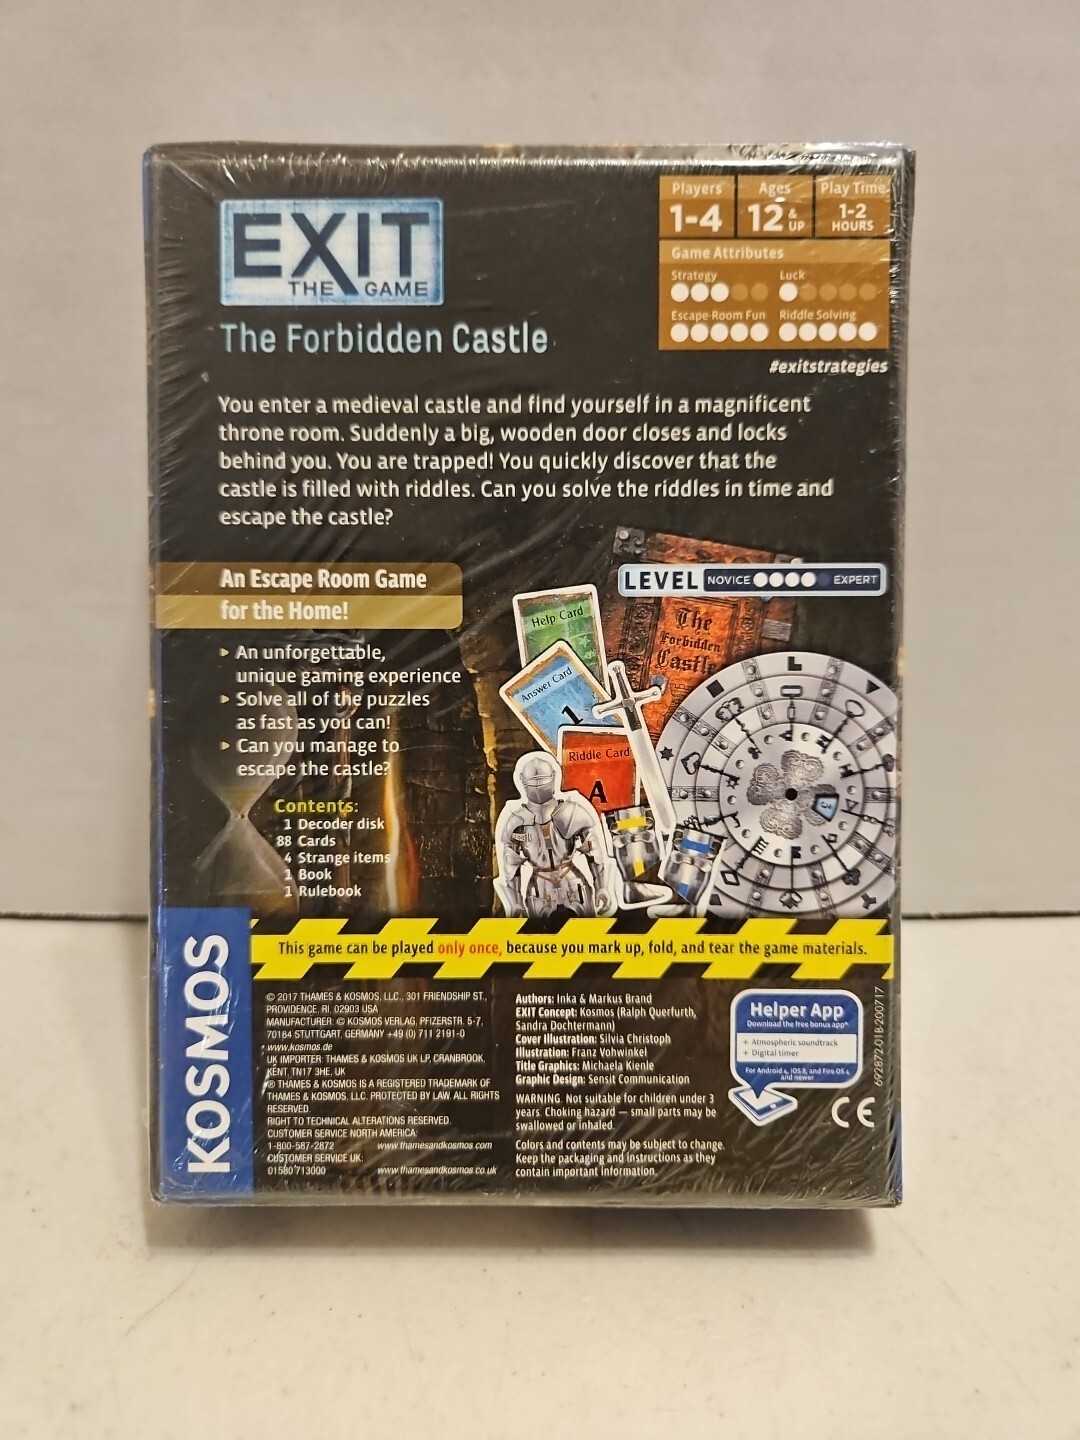 EXIT
THE GAME
The Forbidden Castle
Players
1-4
Ages
12 & UP
Play Time
1-2
HOURS
Game Attributes
Strategy
Luck
Escape-Room Fun
Riddle Solving
#exitstrategies
You enter a medieval castle and find yourself in a magnificent
throne room. Suddenly a big, wooden door closes and locks
behind you. You are trapped! You quickly discover that the
castle is filled with riddles. Can you solve the riddles in time and
escape the castle?
An Escape Room Game
for the Home!
An unforgettable,
unique gaming experience
Solve all of the puzzles
as fast as you can!
Can you manage to
escape the castle?
Contents:
1 Decoder disk
88 Cards
4 Strange items
1 Book
1 Rulebook
LEVEL NOVICE EXPERT
Help Card
Answer Card
1
Riddle Card
A
The
Forbidden
Castle
3
This game can be played only once, because you mark up, fold, and tear the game materials.
KOSMOS
© 2017 THAMES & KOSMOS, LLC., 301 FRIENDSHIP ST.,
PROVIDENCE, RI. 02903 USA
MANUFACTURER: © KOSMOS VERLAG, PFIZERSTR. 5-7,
70184 STUTTGART, GERMANY +49 (0) 711 2191-0
www.kosmos.de
UK IMPORTER: THAMES & KOSMOS UK LP, CRANBROOK,
KENT, TN17 3HE, UK
® THAMES & KOSMOS IS A REGISTERED TRADEMARK OF
THAMES & KOSMOS, LLC. PROTECTED BY LAW. ALL RIGHTS
RESERVED.
RIGHT TO TECHNICAL ALTERATIONS RESERVED.
CUSTOMER SERVICE NORTH AMERICA:
1-800-587-2872 www.thamesandkosmos.com
CUSTOMER SERVICE UK:
01580 713000 www.thamesandkosmos.co.uk
Authors: Inka & Markus Brand
EXIT Concept: Kosmos (Ralph Querfurth,
Sandra Dochtermann)
Cover Illustration: Silvia Christoph
Illustration: Franz Vohwinkel
Title Graphics: Michaela Kienle
Graphic Design: Sensit Communication
WARNING. Not suitable for children under 3
years. Choking hazard — small parts may be
swallowed or inhaled.
Colors and contents may be subject to change.
Keep the packaging and instructions as they
contain important information.
Helper App
Download the free bonus app*
+ Atmospheric soundtrack
+ Digital timer
For Android 4, iOS 8, and Fire OS 4
and newer
692872-01B-200717
CE